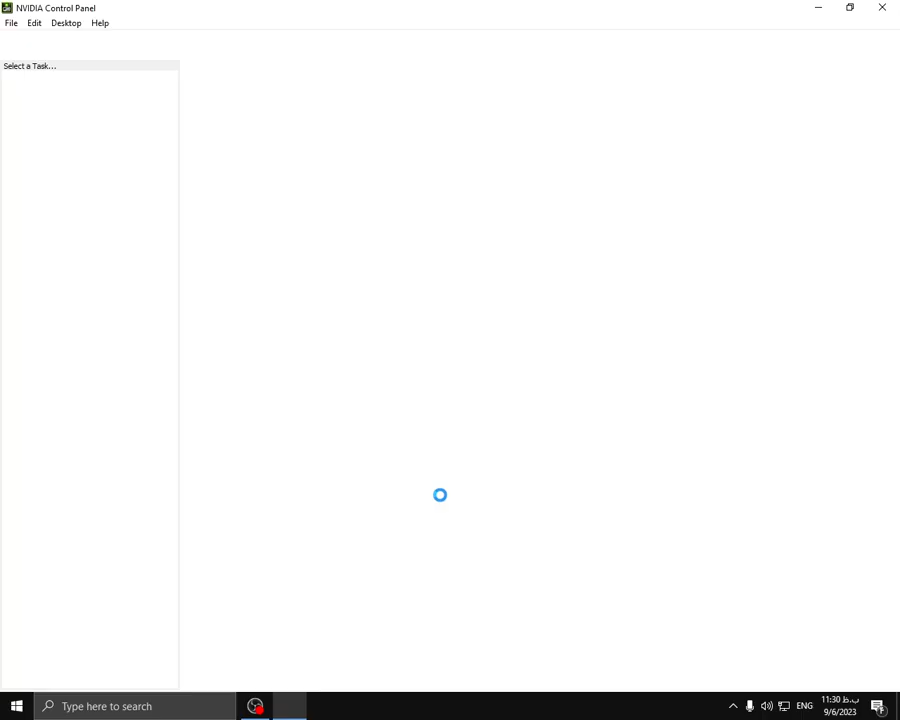 NVIDIA Control Panel
File Edit Desktop Help
Select a Task...
Type here to search
ENG
11:30 ب.ظ
9/6/2023